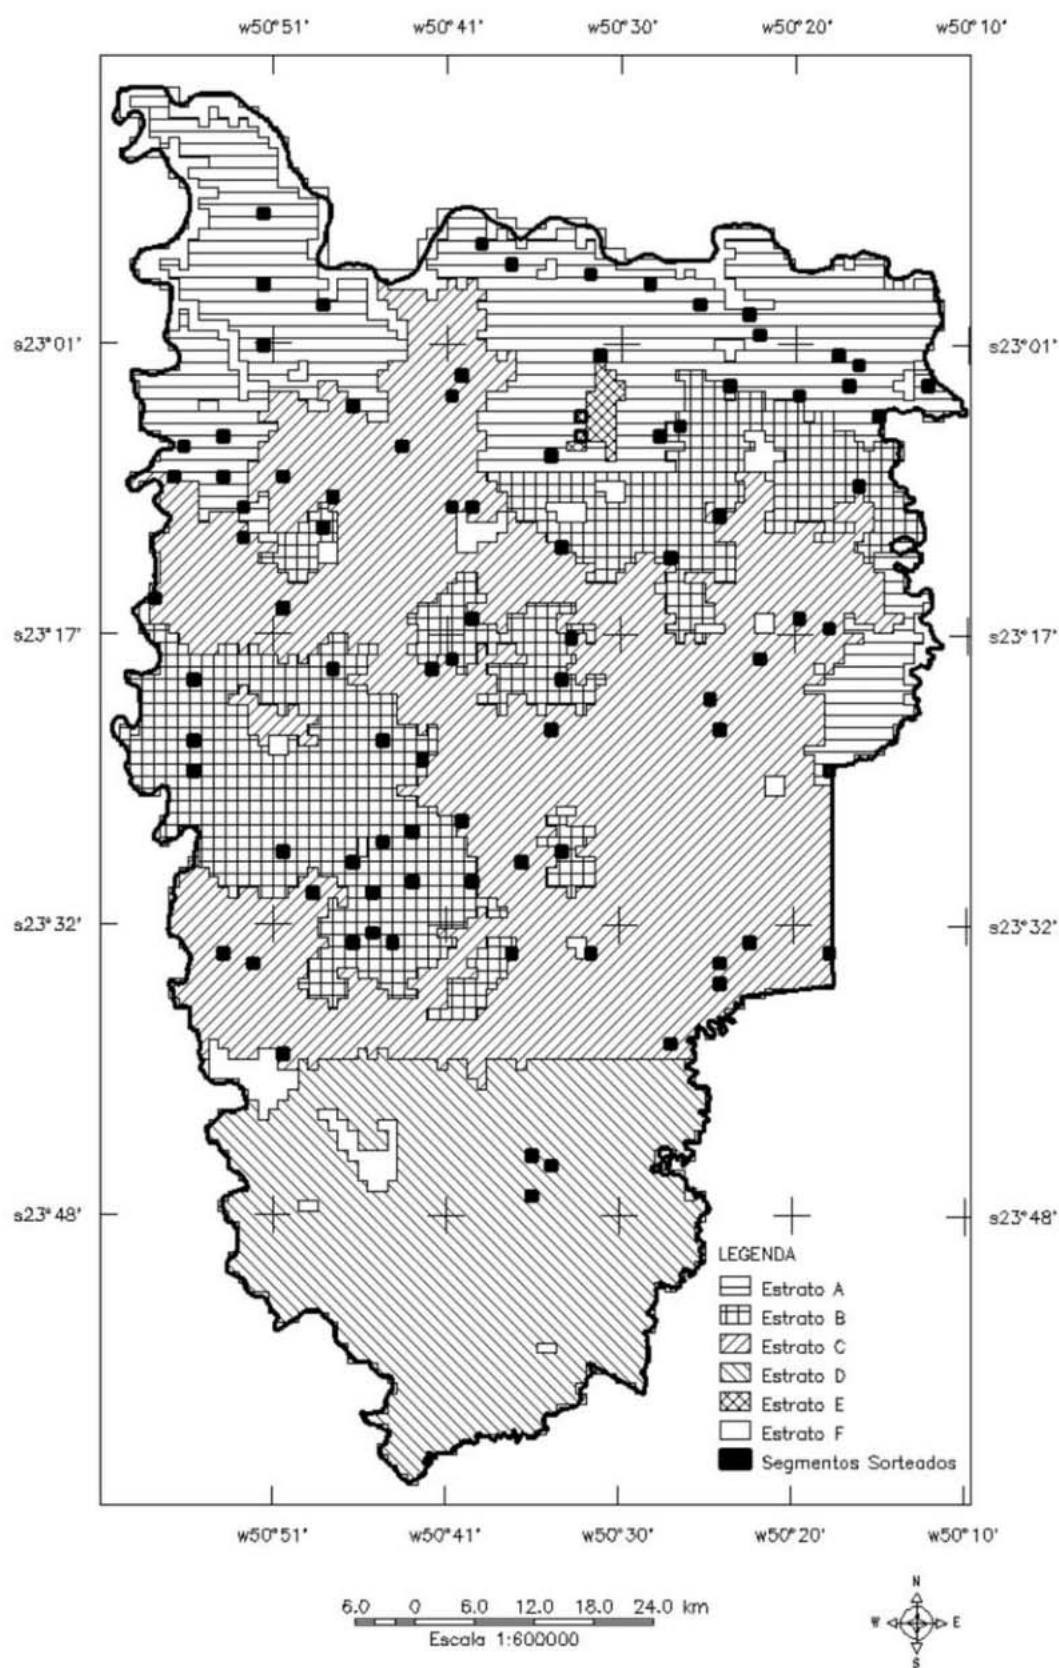 w50°51' w50°41' w50°30' w50°20' w50°10'
s23°01' s23°01'
s23°17' s23°17'
s23°32' s23°32'
s23°48' s23°48'
LEGENDA
Estrato A
Estrato B
Estrato C
Estrato D
Estrato E
Estrato F
Segmentos Sorteados
w50°51' w50°41' w50°30' w50°20' w50°10'
6.0 0 6.0 12.0 18.0 24.0 km
Escala 1:600000
N
W E
S